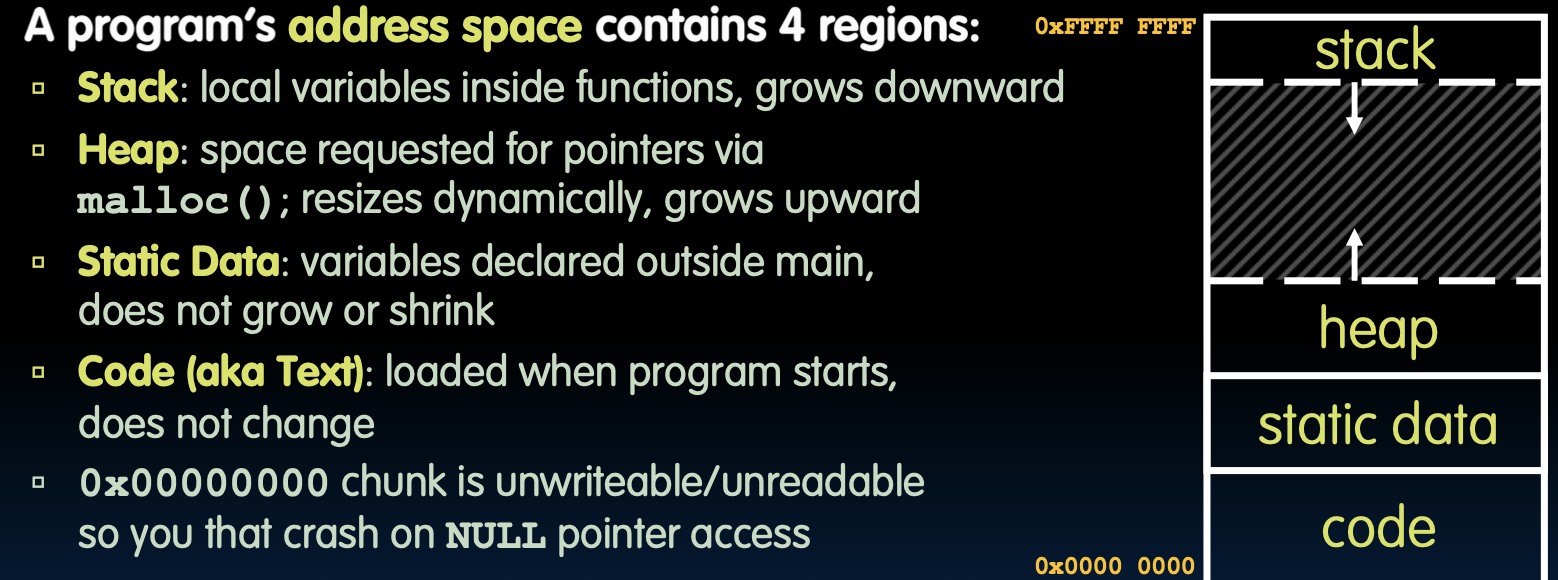 A program's address space contains 4 regions:
▫ Stack: local variables inside functions, grows downward
▫ Heap: space requested for pointers via
malloc(); resizes dynamically, grows upward
▫ Static Data: variables declared outside main,
does not grow or shrink
▫ Code (aka Text): loaded when program starts,
does not change
▫ 0x00000000 chunk is unwriteable/unreadable
so you that crash on NULL pointer access
0xFFFF FFFF
stack
heap
static data
code
0x0000 0000